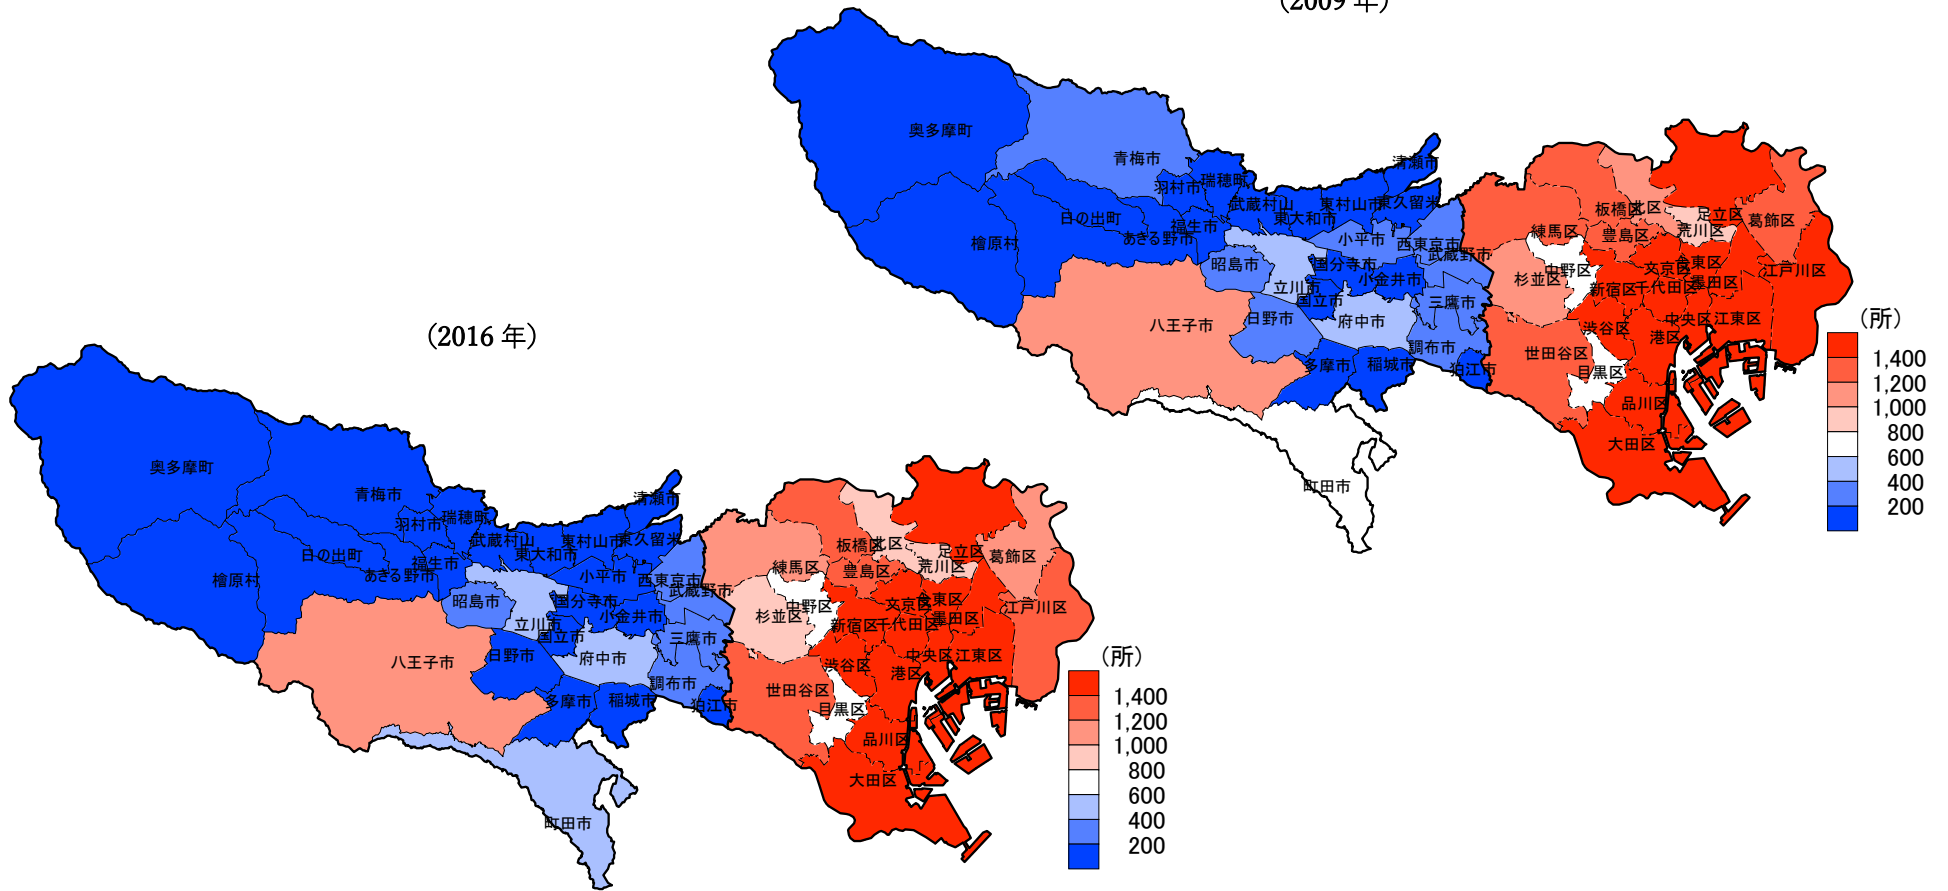 (2009 年)
奥多摩町
青梅市
清瀬市
羽村市
瑞穂町
武蔵村山
東村山市
東久留米
日の出町
東大和市
福生市
あきる野市
檜原村
小平市
西東京市
武蔵野市
昭島市
国分寺市
小金井市
立川市
国立市
三鷹市
八王子市
日野市
府中市
調布市
多摩市
稲城市
狛江市
町田市
板橋区
北区
足立区
葛飾区
荒川区
練馬区
豊島区
中野区
杉並区
文京区
台東区
墨田区
江戸川区
新宿区
千代田区
渋谷区
中央区
江東区
港区
世田谷区
目黒区
品川区
大田区
(所)
1,400
1,200
1,000
800
600
400
200
(2016 年)
奥多摩町
青梅市
清瀬市
羽村市
瑞穂町
武蔵村山
東村山市
東久留米
日の出町
東大和市
福生市
あきる野市
檜原村
小平市
西東京市
武蔵野市
昭島市
国分寺市
小金井市
立川市
国立市
三鷹市
八王子市
日野市
府中市
調布市
多摩市
稲城市
狛江市
町田市
板橋区
北区
足立区
葛飾区
荒川区
練馬区
豊島区
中野区
杉並区
文京区
台東区
墨田区
江戸川区
新宿区
千代田区
渋谷区
中央区
江東区
港区
世田谷区
目黒区
品川区
大田区
(所)
1,400
1,200
1,000
800
600
400
200